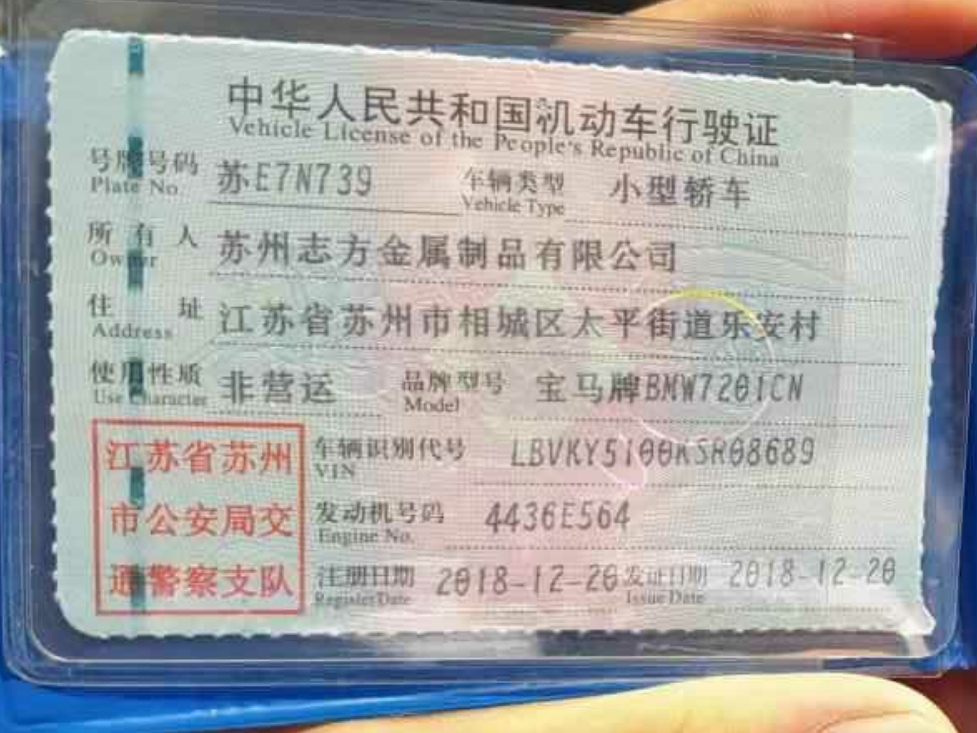 中华人民共和国机动车行驶证
Vehicle License of the People's Republic of China
号牌号码 苏E7N739 车辆类型 小型轿车
Plate No. Vehicle Type
所有人 苏州志方金属制品有限公司
Owner
住址 江苏省苏州市相城区太平街道乐安村
Address
使用性质 非营运 品牌型号 宝马牌BMW7201CN
Use Character Model
江苏省苏州
市公安局交
通警察支队
车辆识别代号 LBVKY5100KSR08689
VIN
发动机号码 4436E564
Engine No.
注册日期 2018-12-20 发证日期 2018-12-20
Register Date Issue Date